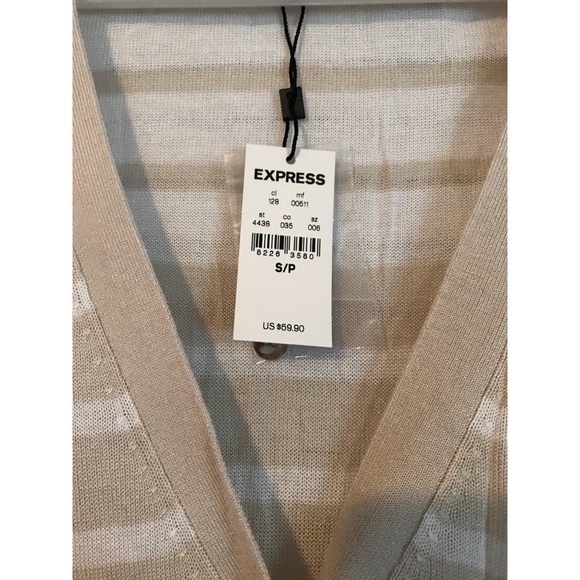 EXPRESS
cl mf
128 00511
st co sz
4438 035 006
8226 3580
S/P
US $59.90